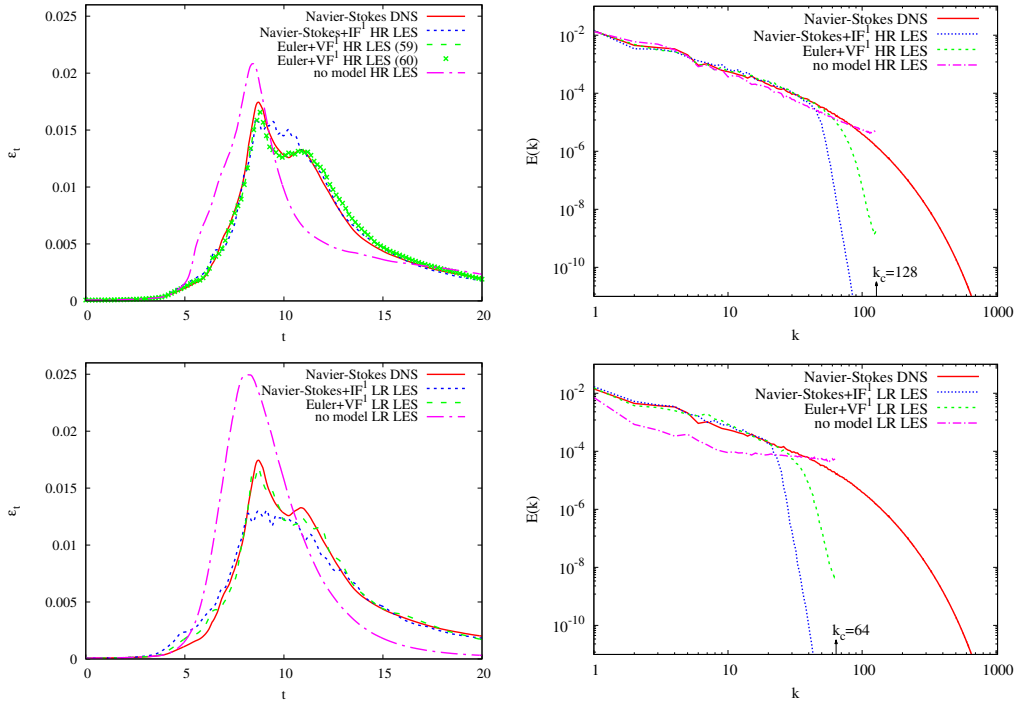 Navier-Stokes DNS
Navier-Stokes+IF¹ HR LES
Euler+VF¹ HR LES (59)
Euler+VF¹ HR LES (60)
no model HR LES
0.025
0.02
0.015
0.01
0.005
0
εt
0 5 10 15 20
t
Navier-Stokes DNS
Navier-Stokes+IF¹ HR LES
Euler+VF¹ HR LES
no model HR LES
10⁻²
10⁻⁴
10⁻⁶
10⁻⁸
10⁻¹⁰
E(k)
kc=128
1 10 100 1000
k
Navier-Stokes DNS
Navier-Stokes+IF¹ LR LES
Euler+VF¹ LR LES
no model LR LES
0.025
0.02
0.015
0.01
0.005
0
εt
0 5 10 15 20
t
Navier-Stokes DNS
Navier-Stokes+IF¹ LR LES
Euler+VF¹ LR LES
no model LR LES
10⁻²
10⁻⁴
10⁻⁶
10⁻⁸
10⁻¹⁰
E(k)
kc=64
1 10 100 1000
k